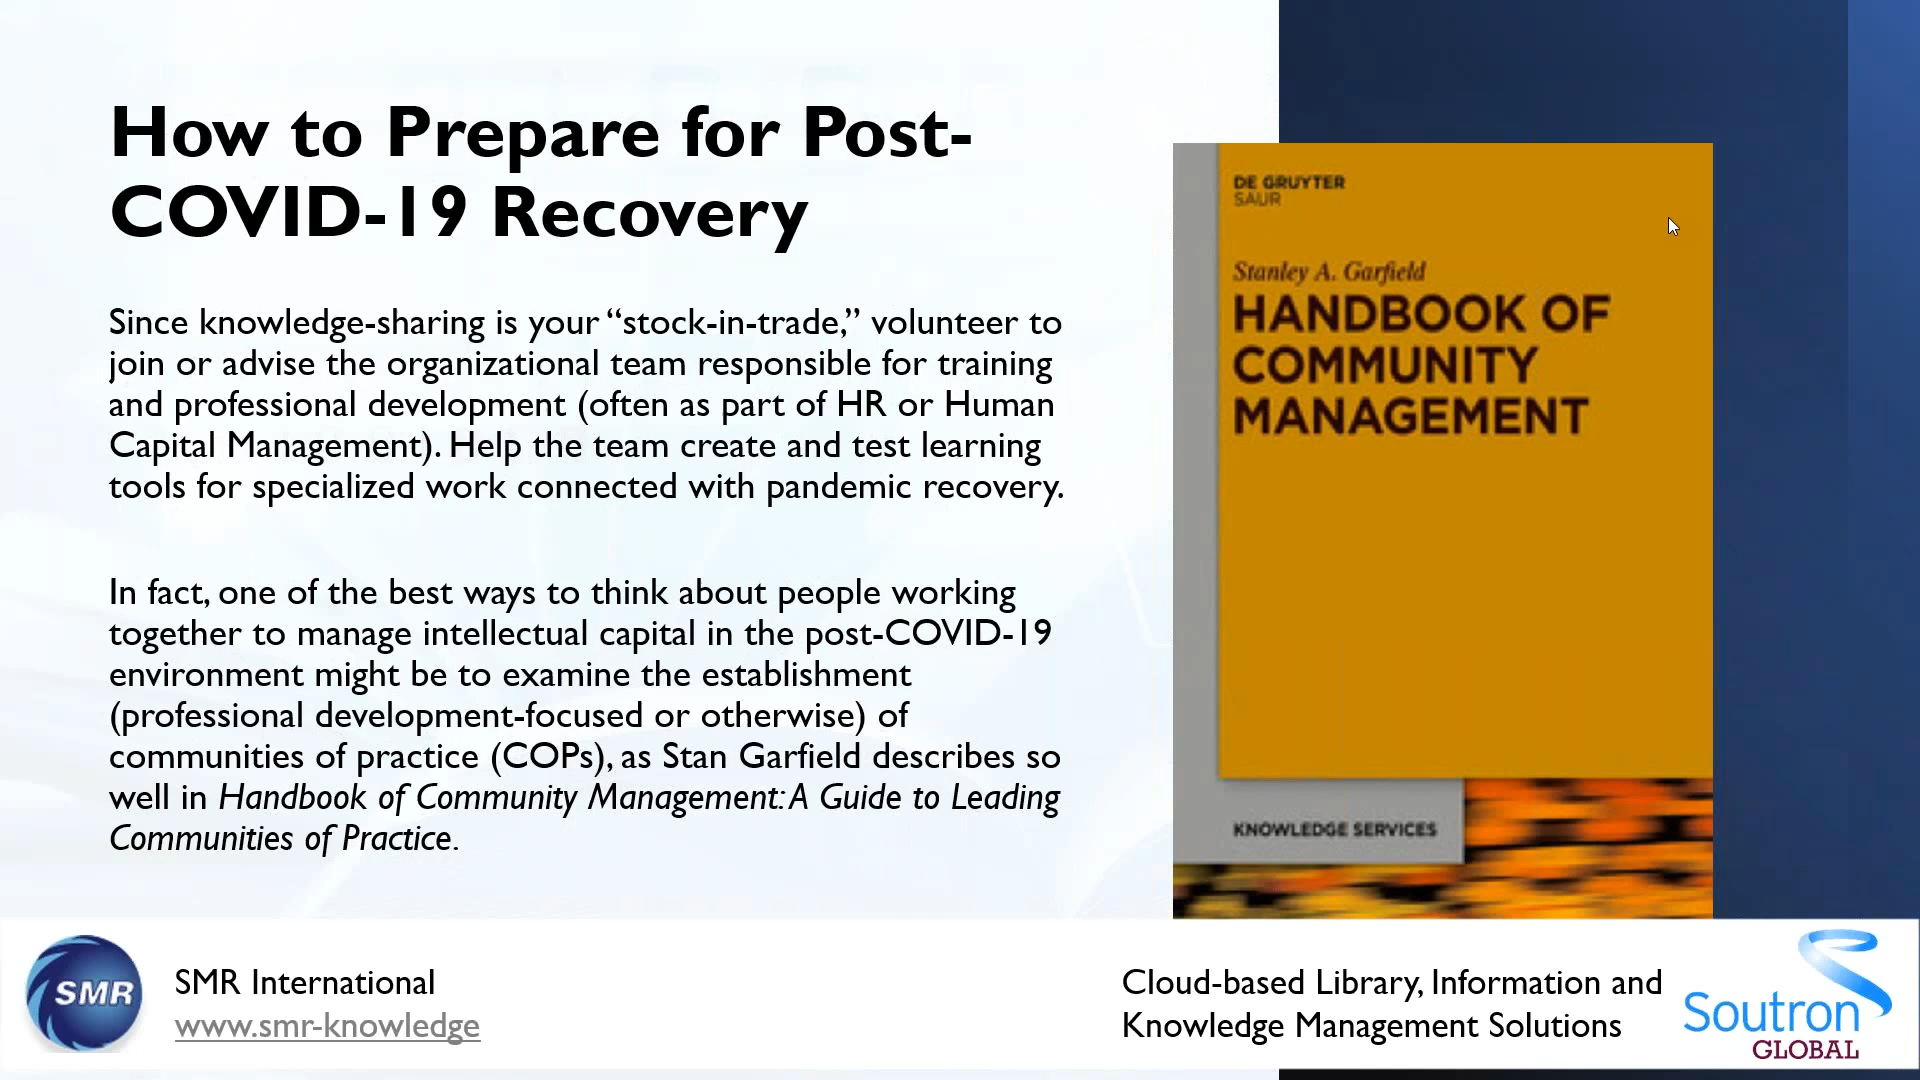 How to Prepare for Post-
COVID-19 Recovery
Since knowledge-sharing is your “stock-in-trade,” volunteer to
join or advise the organizational team responsible for training
and professional development (often as part of HR or Human
Capital Management). Help the team create and test learning
tools for specialized work connected with pandemic recovery.
In fact, one of the best ways to think about people working
together to manage intellectual capital in the post-COVID-19
environment might be to examine the establishment
(professional development-focused or otherwise) of
communities of practice (COPs), as Stan Garfield describes so
well in Handbook of Community Management: A Guide to Leading
Communities of Practice.
DE GRUYTER
SAUR
Stanley A. Garfield
HANDBOOK OF
COMMUNITY
MANAGEMENT
KNOWLEDGE SERVICES
SMR
SMR International
www.smr-knowledge
Cloud-based Library, Information and
Knowledge Management Solutions
Soutron
GLOBAL